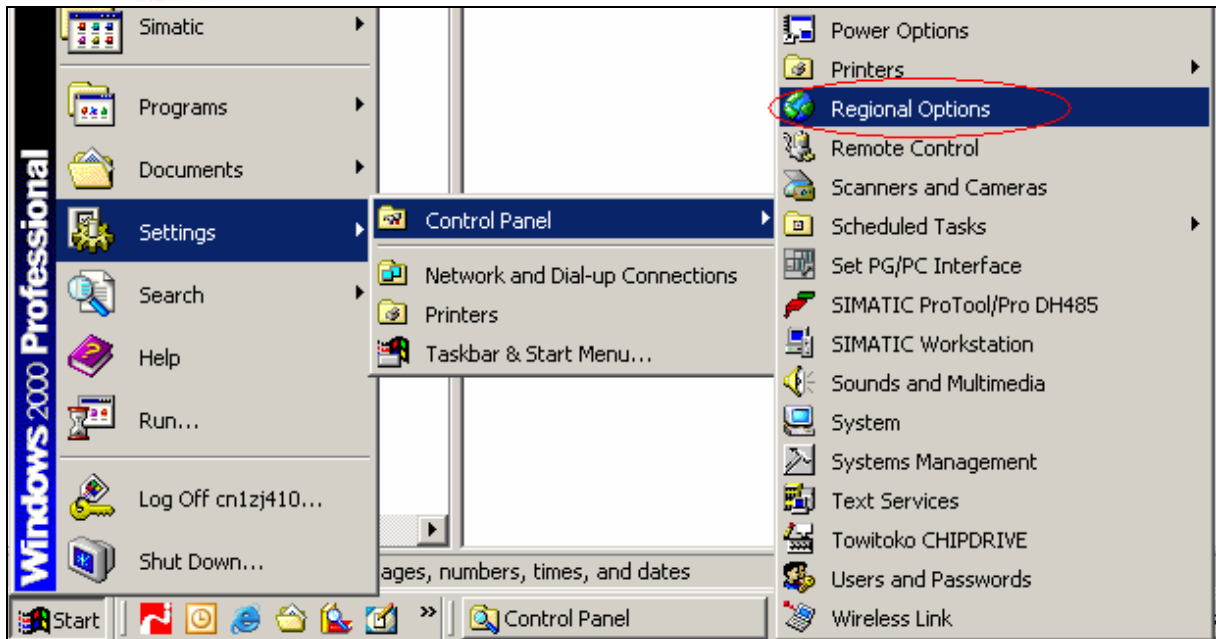 Windows 2000 Professional
Simatic
Programs
Documents
Settings
Search
Help
Run...
Log Off cn1zj410...
Shut Down...
Control Panel
Network and Dial-up Connections
Printers
Taskbar & Start Menu...
Power Options
Printers
Regional Options
Remote Control
Scanners and Cameras
Scheduled Tasks
Set PG/PC Interface
SIMATIC ProTool/Pro DH485
SIMATIC Workstation
Sounds and Multimedia
System
Systems Management
Text Services
Towitoko CHIPDRIVE
Users and Passwords
Wireless Link
ages, numbers, times, and dates
Start
»
Control Panel